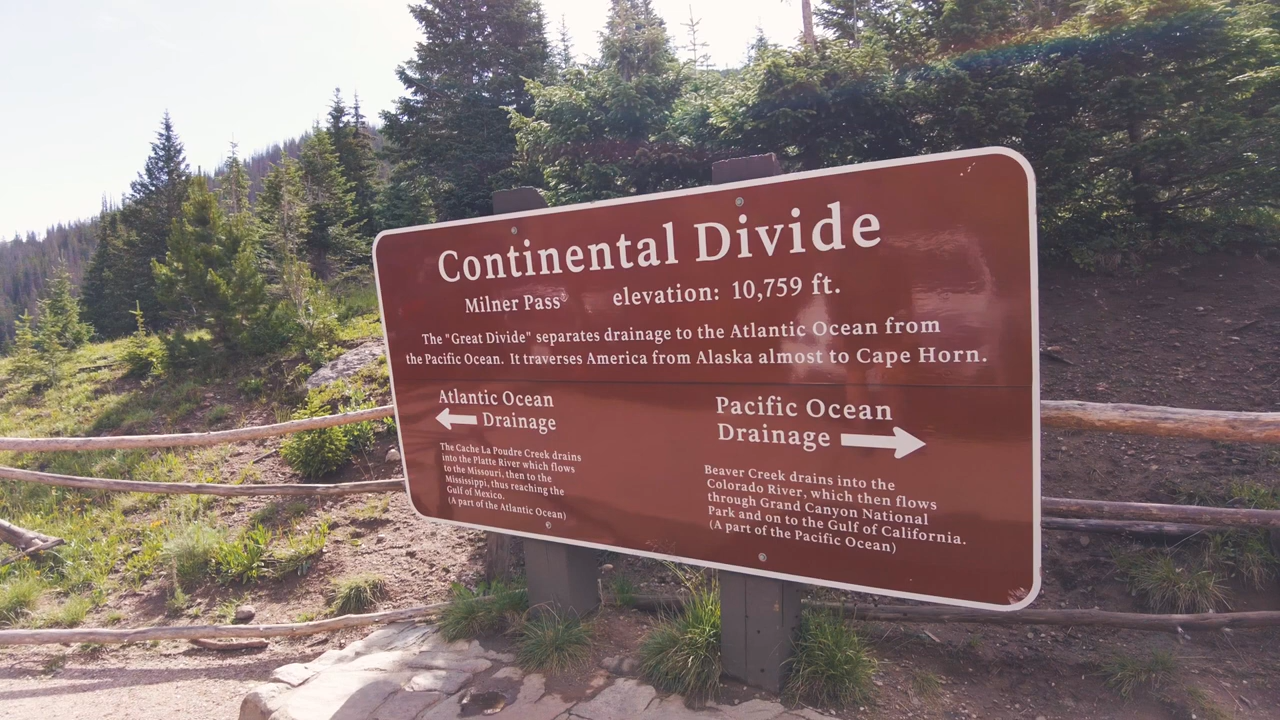 Continental Divide
Milner Pass elevation: 10,759 ft.
The "Great Divide" separates drainage to the Atlantic Ocean from
the Pacific Ocean. It traverses America from Alaska almost to Cape Horn.
Atlantic Ocean
Drainage
The Cache La Poudre Creek drains
into the Platte River which flows
to the Missouri, then to the
Mississippi, thus reaching the
Gulf of Mexico.
(A part of the Atlantic Ocean)
Pacific Ocean
Drainage
Beaver Creek drains into the
Colorado River, which then flows
through Grand Canyon National
Park and on to the Gulf of California.
(A part of the Pacific Ocean)